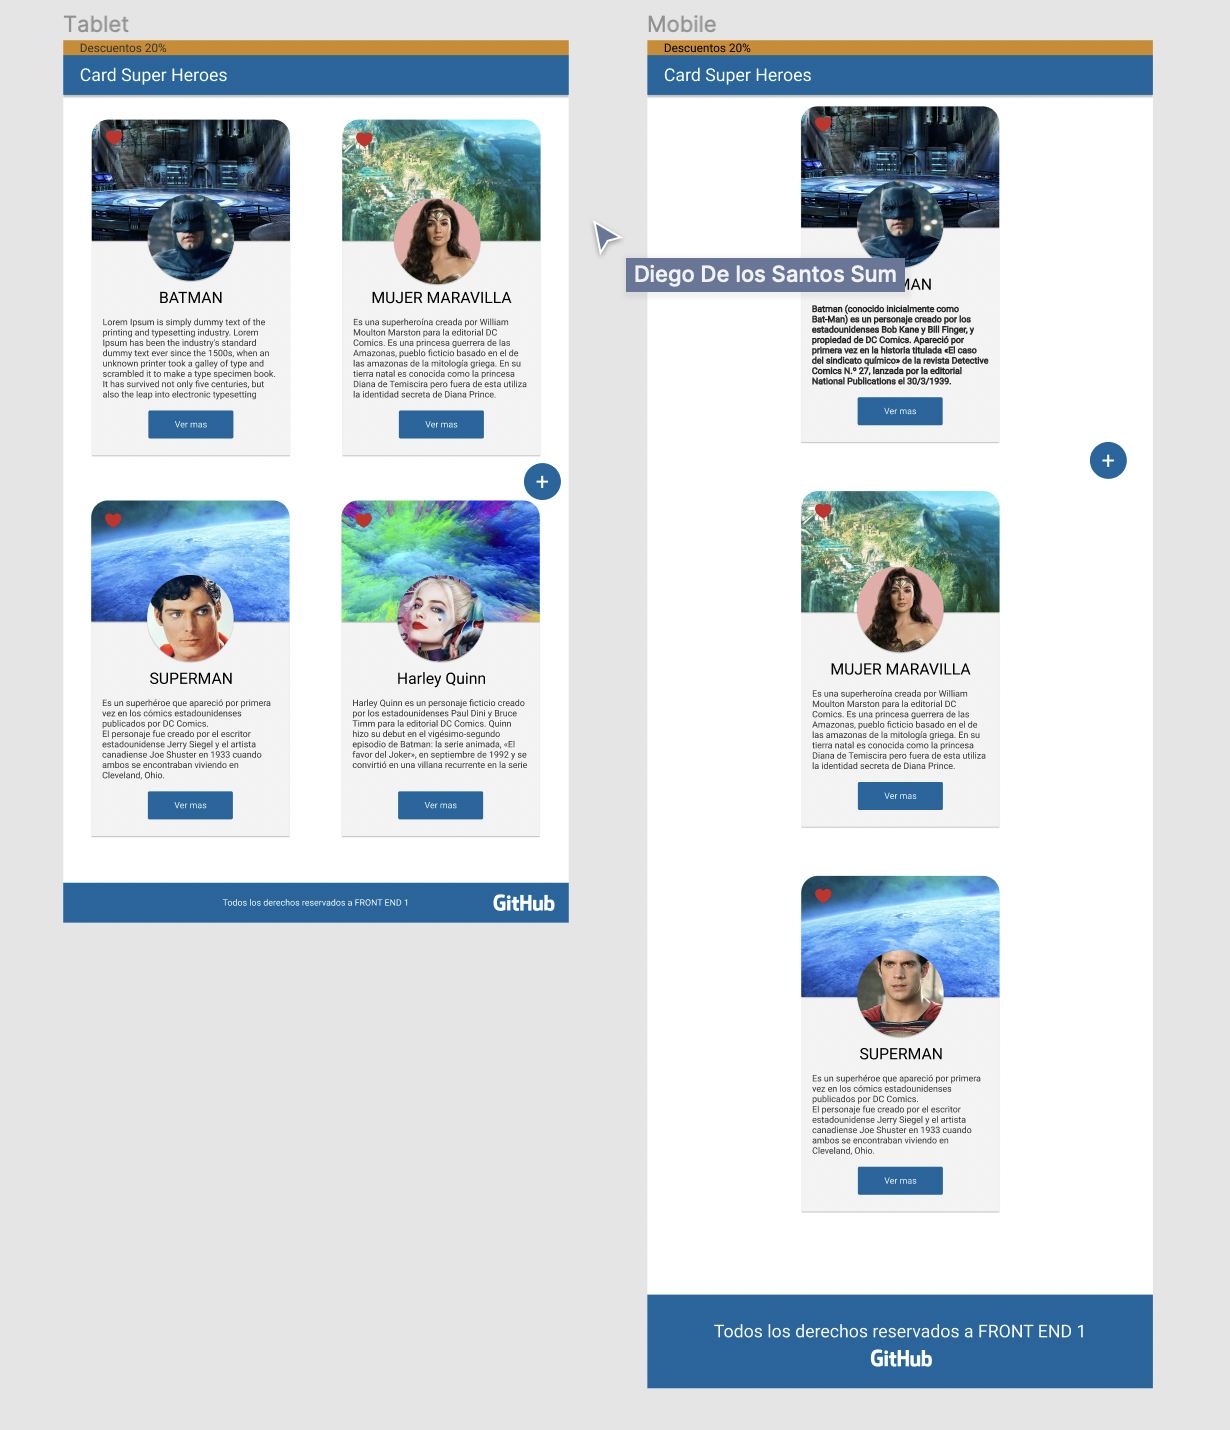 Tablet
Descuentos 20%
Card Super Heroes
BATMAN
Lorem Ipsum is simply dummy text of the
printing and typesetting industry. Lorem
Ipsum has been the industry's standard
dummy text ever since the 1500s, when an
unknown printer took a galley of type and
scrambled it to make a type specimen book.
It has survived not only five centuries, but
also the leap into electronic typesetting
Ver mas
MUJER MARAVILLA
Es una superheroína creada por William
Moulton Marston para la editorial DC
Comics. Es una princesa guerrera de las
Amazonas, pueblo ficticio basado en el de
las amazonas de la mitología griega. En su
tierra natal es conocida como la princesa
Diana de Temiscira pero fuera de esta utiliza
la identidad secreta de Diana Prince.
Ver mas
+
SUPERMAN
Es un superhéroe que apareció por primera
vez en los cómics estadounidenses
publicados por DC Comics.
El personaje fue creado por el escritor
estadounidense Jerry Siegel y el artista
canadiense Joe Shuster en 1933 cuando
ambos se encontraban viviendo en
Cleveland, Ohio.
Ver mas
Harley Quinn
Harley Quinn es un personaje ficticio creado
por los estadounidenses Paul Dini y Bruce
Timm para la editorial DC Comics. Quinn
hizo su debut en el vigésimo-segundo
episodio de Batman: la serie animada, «El
favor del Joker», en septiembre de 1992 y se
convirtió en una villana recurrente en la serie
Ver mas
Todos los derechos reservados a FRONT END 1
GitHub
Mobile
Descuentos 20%
Card Super Heroes
Diego De los Santos Sum
MAN
Batman (conocido inicialmente como
Bat-Man) es un personaje creado por los
estadounidenses Bob Kane y Bill Finger, y
propiedad de DC Comics. Apareció por
primera vez en la historia titulada «El caso
del sindicato químico» de la revista Detective
Comics N.º 27, lanzada por la editorial
National Publications el 30/3/1939.
Ver mas
+
MUJER MARAVILLA
Es una superheroína creada por William
Moulton Marston para la editorial DC
Comics. Es una princesa guerrera de las
Amazonas, pueblo ficticio basado en el de
las amazonas de la mitología griega. En su
tierra natal es conocida como la princesa
Diana de Temiscira pero fuera de esta utiliza
la identidad secreta de Diana Prince.
Ver mas
SUPERMAN
Es un superhéroe que apareció por primera
vez en los cómics estadounidenses
publicados por DC Comics.
El personaje fue creado por el escritor
estadounidense Jerry Siegel y el artista
canadiense Joe Shuster en 1933 cuando
ambos se encontraban viviendo en
Cleveland, Ohio.
Ver mas
Todos los derechos reservados a FRONT END 1
GitHub